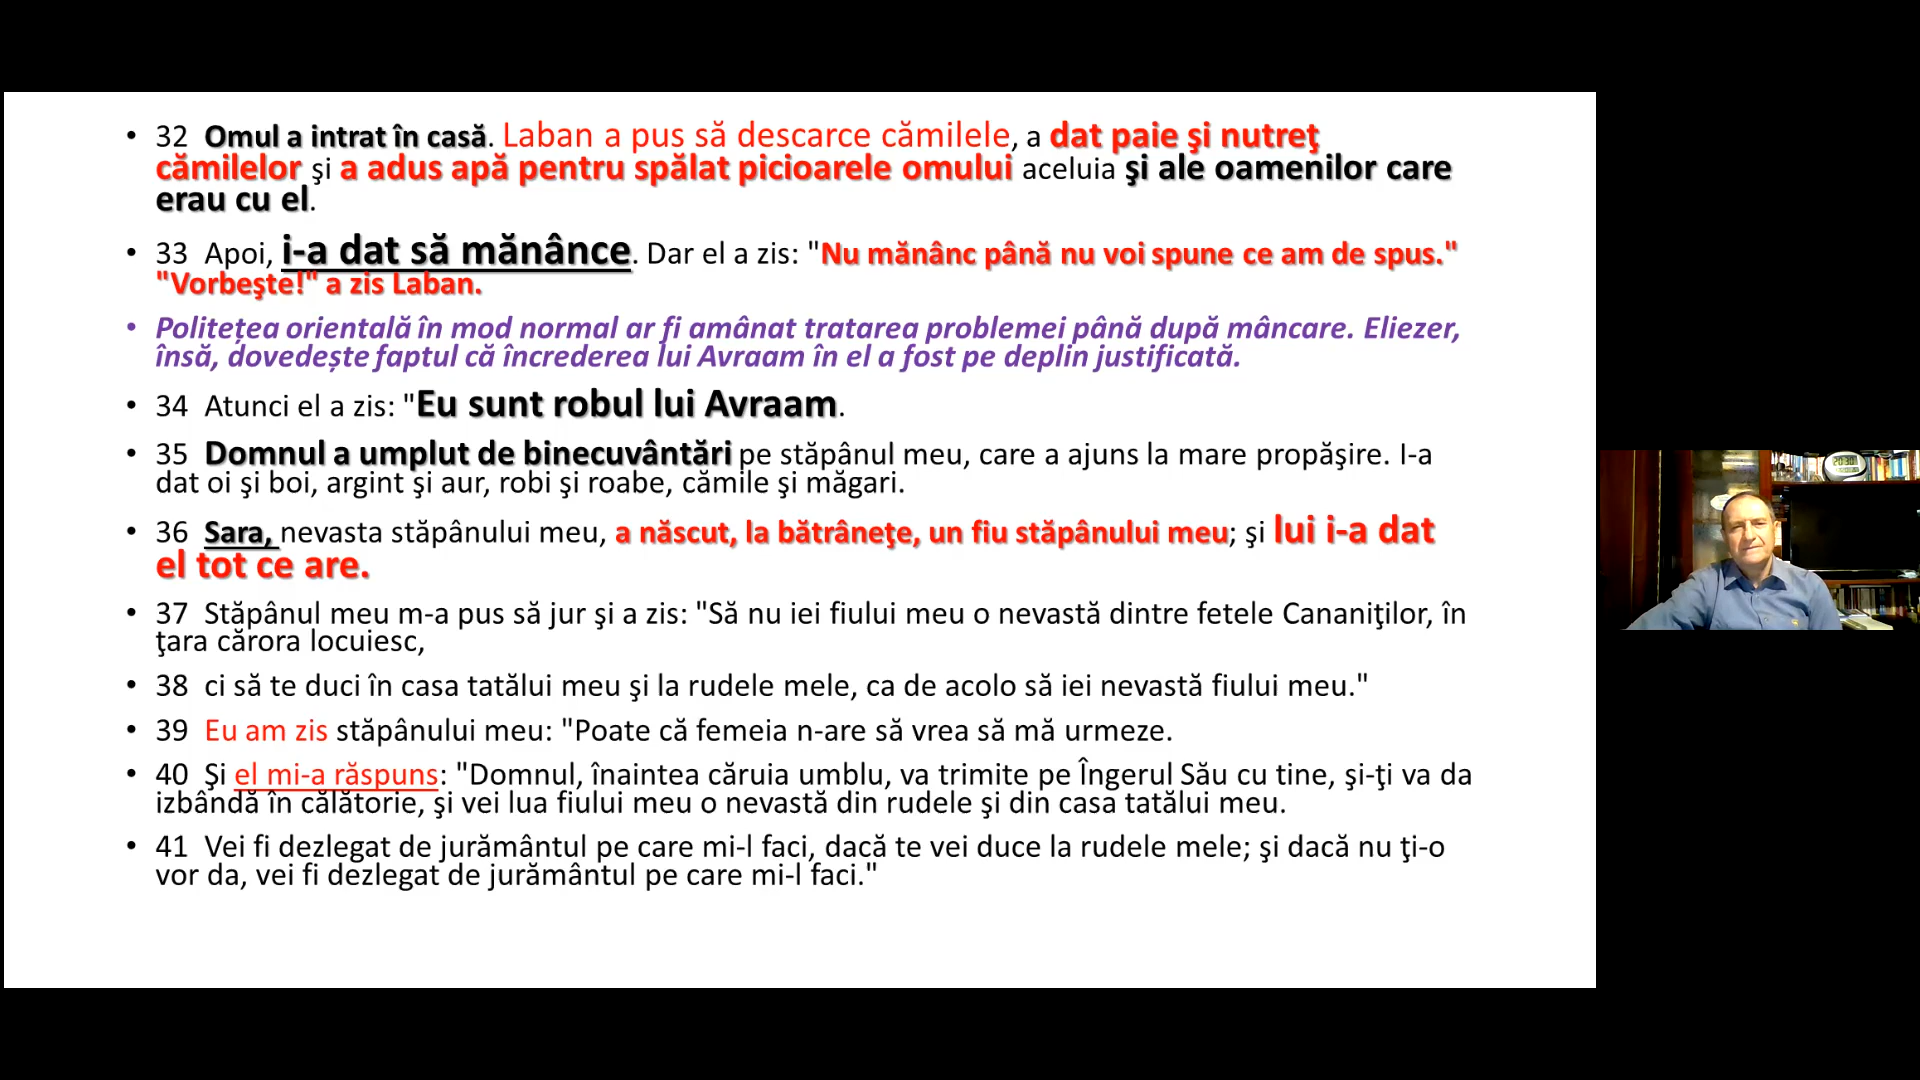 • 32 Omul a intrat în casă. Laban a pus să descarce cămilele, a dat paie şi nutreţ
cămilelor şi a adus apă pentru spălat picioarele omului aceluia şi ale oamenilor care
erau cu el.
• 33 Apoi, i-a dat să mănânce. Dar el a zis: "Nu mănânc până nu voi spune ce am de spus."
"Vorbeşte!" a zis Laban.
• Politețea orientală în mod normal ar fi amânat tratarea problemei până după mâncare. Eliezer,
însă, dovedește faptul că încrederea lui Avraam în el a fost pe deplin justificată.
• 34 Atunci el a zis: "Eu sunt robul lui Avraam.
• 35 Domnul a umplut de binecuvântări pe stăpânul meu, care a ajuns la mare propăşire. I-a
dat oi şi boi, argint şi aur, robi şi roabe, cămile şi măgari.
• 36 Sara, nevasta stăpânului meu, a născut, la bătrâneţe, un fiu stăpânului meu; şi lui i-a dat
el tot ce are.
• 37 Stăpânul meu m-a pus să jur şi a zis: "Să nu iei fiului meu o nevastă dintre fetele Cananiţilor, în
ţara cărora locuiesc,
• 38 ci să te duci în casa tatălui meu şi la rudele mele, ca de acolo să iei nevastă fiului meu."
• 39 Eu am zis stăpânului meu: "Poate că femeia n-are să vrea să mă urmeze.
• 40 Şi el mi-a răspuns: "Domnul, înaintea căruia umblu, va trimite pe Îngerul Său cu tine, şi-ţi va da
izbândă în călătorie, şi vei lua fiului meu o nevastă din rudele şi din casa tatălui meu.
• 41 Vei fi dezlegat de jurământul pe care mi-l faci, dacă te vei duce la rudele mele; şi dacă nu ţi-o
vor da, vei fi dezlegat de jurământul pe care mi-l faci."